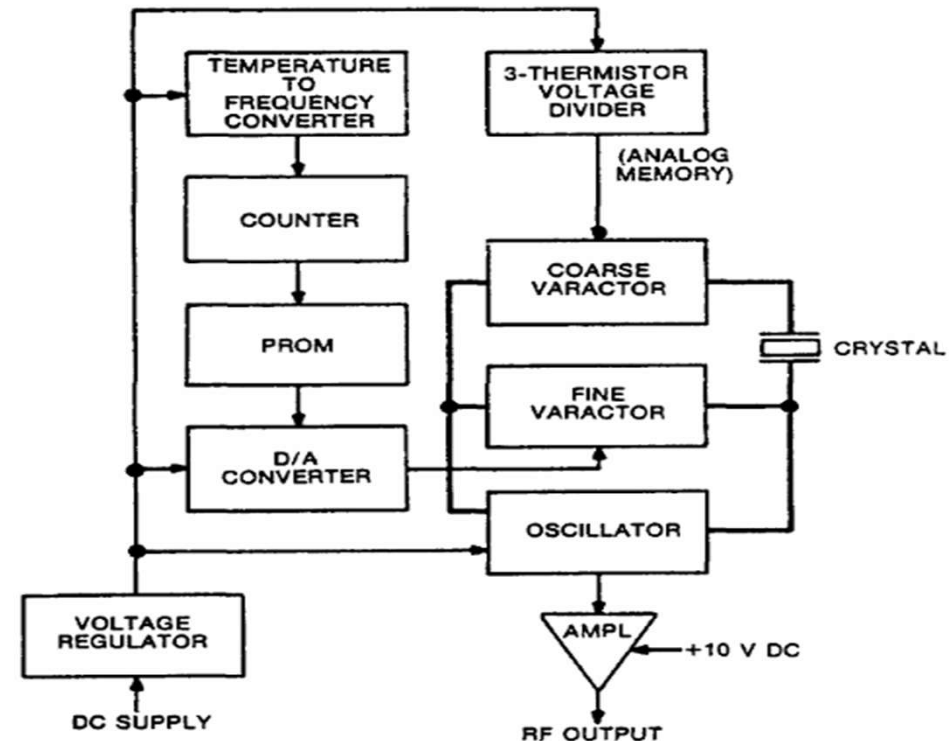 TEMPERATURE
TO
FREQUENCY
CONVERTER
3-THERMISTOR
VOLTAGE
DIVIDER
(ANALOG
MEMORY)
COUNTER
COARSE
VARACTOR
PROM
CRYSTAL
FINE
VARACTOR
D/A
CONVERTER
OSCILLATOR
VOLTAGE
REGULATOR
AMPL
+10 V DC
DC SUPPLY
RF OUTPUT